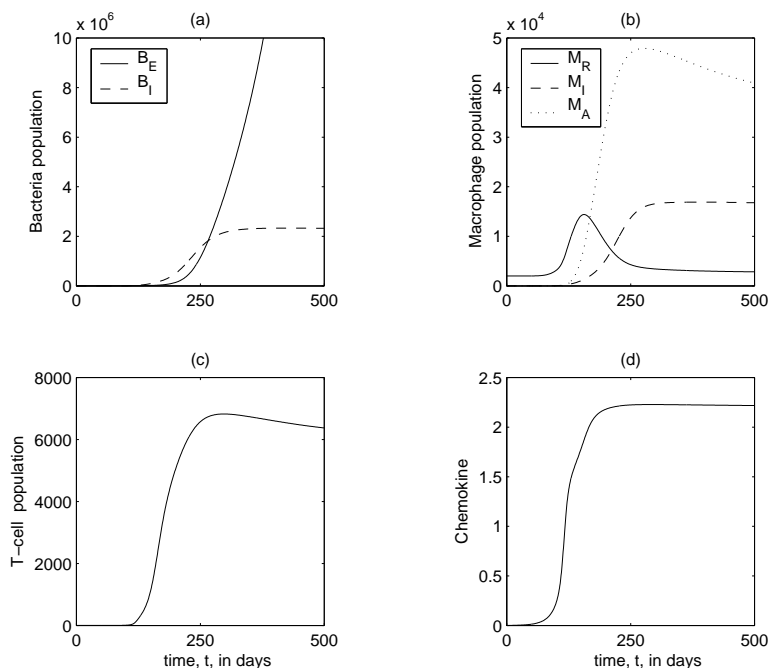 (a)
x 10^6
10
8
6
4
2
0
Bacteria population
B_E
B_I
0 250 500
(b)
x 10^4
5
4
3
2
1
0
Macrophage population
M_R
M_I
M_A
0 250 500
(c)
8000
6000
4000
2000
0
T-cell population
0 250 500
time, t, in days
(d)
2.5
2
1.5
1
0.5
0
Chemokine
0 250 500
time, t, in days